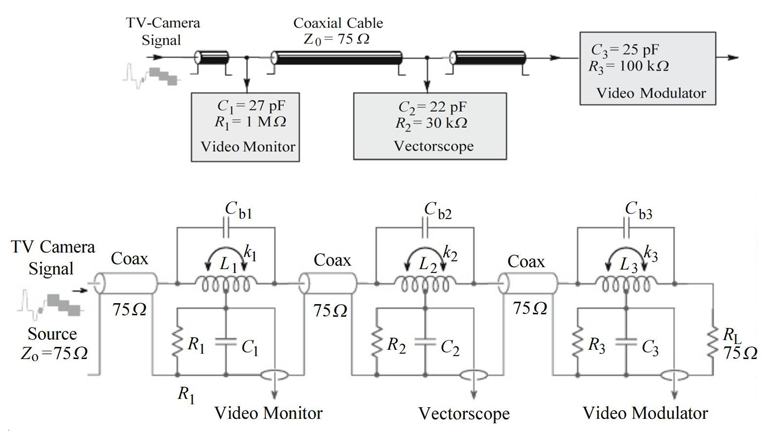 TV-Camera
Signal
Coaxial Cable
Z₀ = 75 Ω
C₁= 27 pF
R₁= 1 MΩ
Video Monitor
C₂= 22 pF
R₂= 30 kΩ
Vectorscope
C₃= 25 pF
R₃= 100 kΩ
Video Modulator
TV Camera
Signal
Source
Zₒ =75Ω
Coax
75Ω
Cb1
L₁
k₁
R₁
C₁
R₁
Video Monitor
Coax
75Ω
Cb2
L₂
k₂
R₂
C₂
Vectorscope
Coax
75Ω
Cb3
L₃
k₃
R₃
C₃
Video Modulator
RL
75Ω